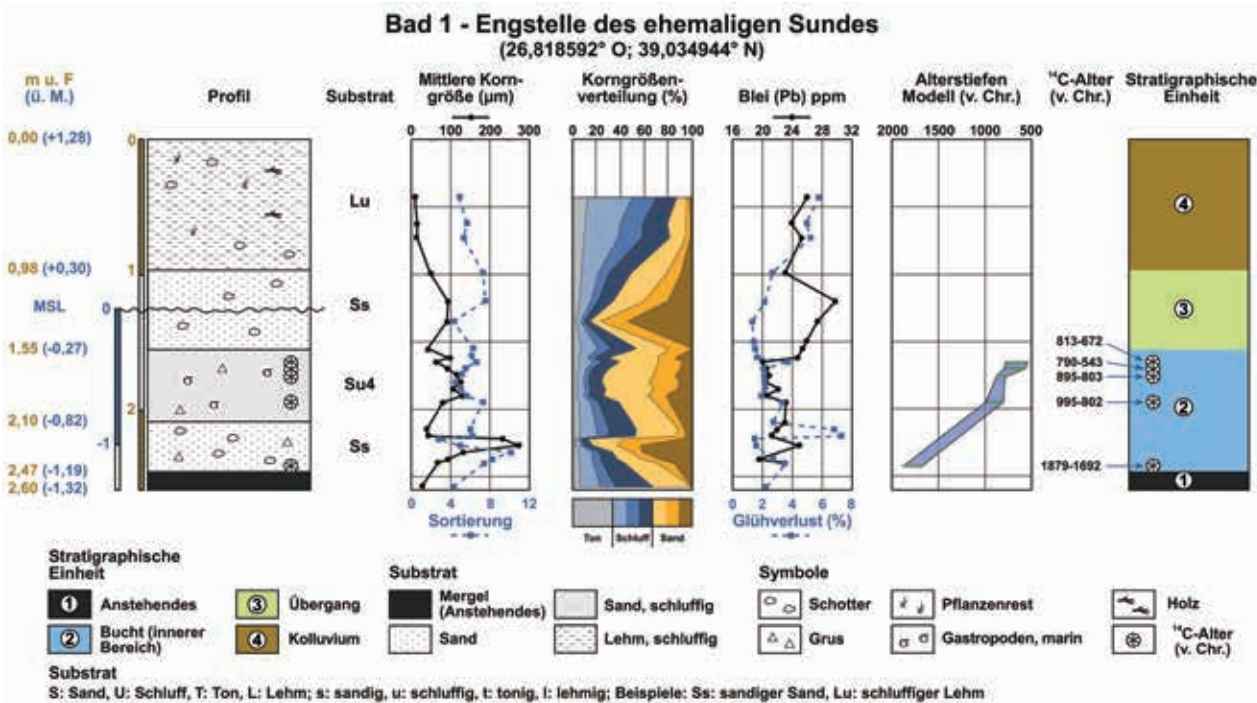 Bad 1 - Engstelle des ehemaligen Sundes
(26,818592° O; 39,034944° N)
m u. F
(ü. M.)
Profil
Substrat
Mittlere Korn-
größe (µm)
Korngrößen-
verteilung (%)
Blei (Pb) ppm
Alterstiefen
Modell (v. Chr.)
¹⁴C-Alter
(v. Chr.)
Stratigraphische
Einheit
0 100 200 300
0 20 40 60 80 100
16 20 24 28 32
2000 1500 1000 500
0,00 (+1,28)
0
Lu
4
0,98 (+0,30)
1
MSL
0
Ss
3
813-672
1,55 (-0,27)
790-543
895-803
Su4
995-802
2
2
2,10 (-0,82)
-1
Ss
2,47 (-1,19)
1879-1692
2,60 (-1,32)
1
0 4 8 12
Sortierung
Ton Schluff Sand
0 2 4 6 8
Glühverlust (%)
Stratigraphische
Einheit
1 Anstehendes
2 Bucht (innerer
Bereich)
3 Übergang
4 Kolluvium
Substrat
Mergel
(Anstehendes)
Sand
Sand, schluffig
Lehm, schluffig
Symbole
Schotter
Grus
Pflanzenrest
Gastropoden, marin
Holz
¹⁴C-Alter
(v. Chr.)
Substrat
S: Sand, U: Schluff, T: Ton, L: Lehm; s: sandig, u: schluffig, t: tonig, l: lehmig; Beispiele: Ss: sandiger Sand, Lu: schluffiger Lehm